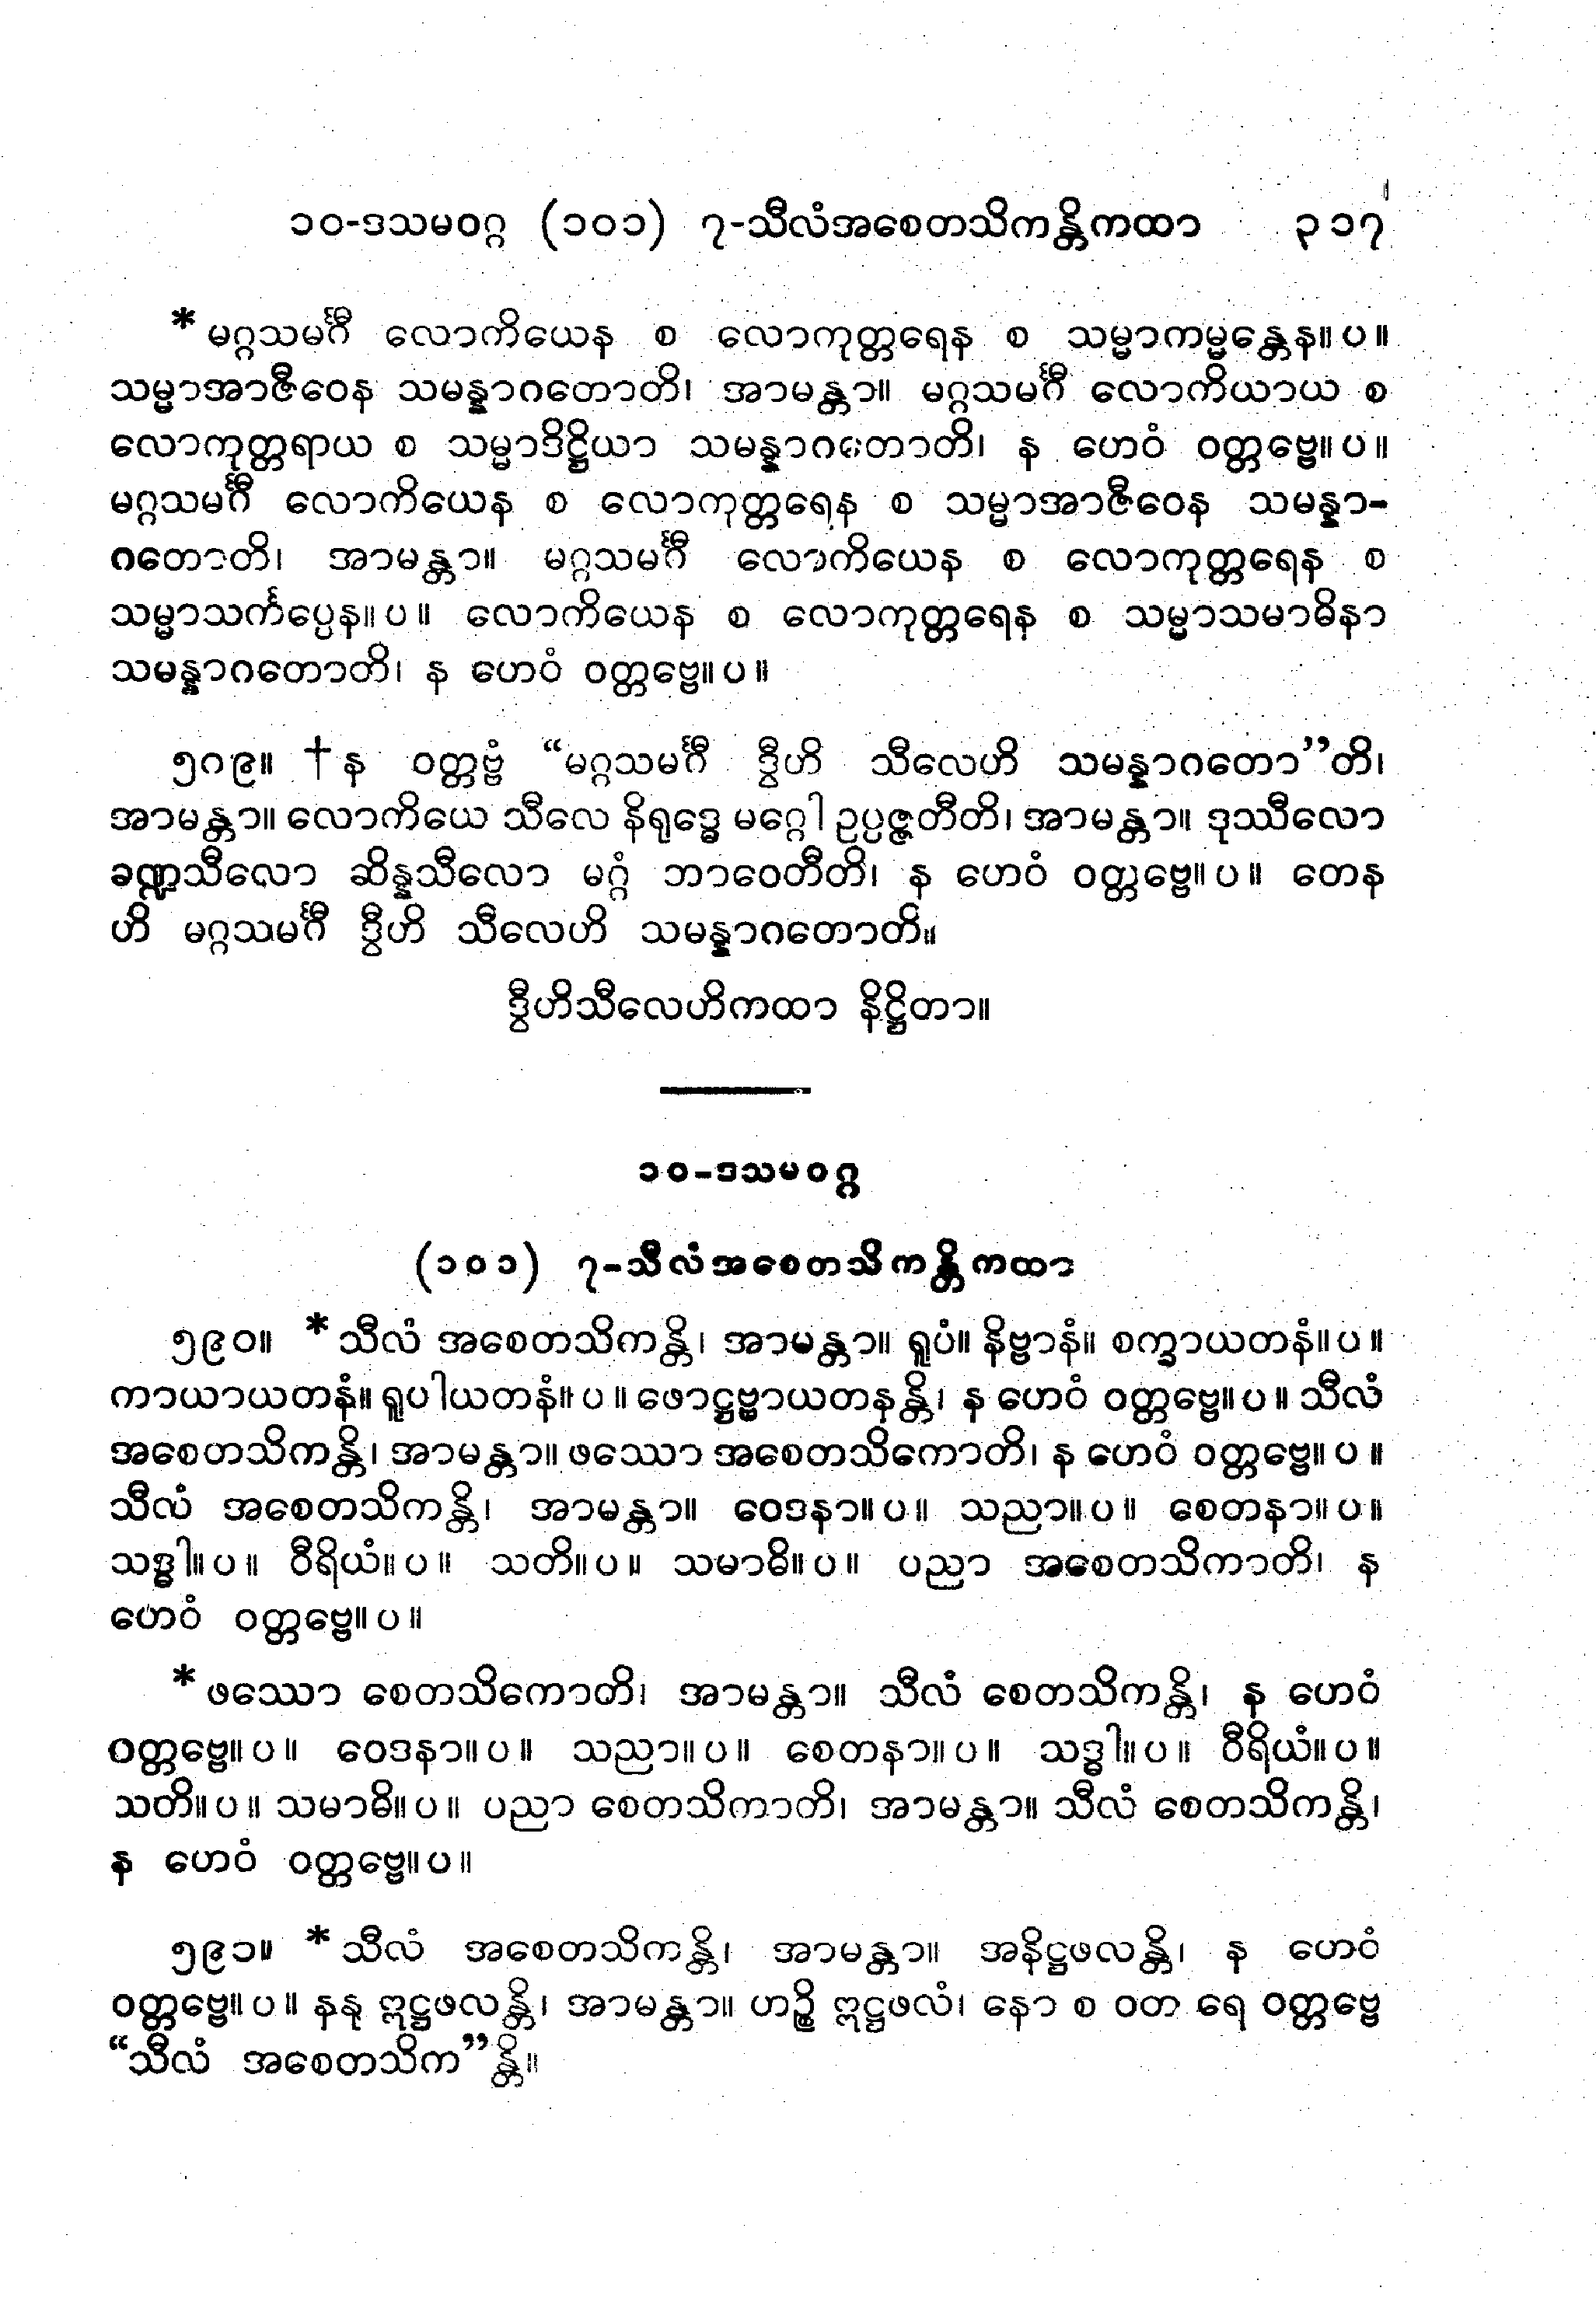 ၁၀-ဒသမဝဂ္ဂ (၁၀၁) ၇-သီလံအစေတသိကန္တိကထာ ၃၁၇
*မဂ္ဂသမင်္ဂီ လောကိယေန စ လောကုတ္တရေန စ သမ္မာကမ္မန္တေန။ပ။
သမ္မာအာဇီဝေန သမန္နာဂတောတိ၊ အာမန္တာ။ မဂ္ဂသမင်္ဂီ လောကိယာယ စ
လောကုတ္တရာယ စ သမ္မာဒိဋ္ဌိယာ သမန္နာဂတောတိ၊ န ဟေဝံ ဝတ္တဗ္ဗေ။ပ။
မဂ္ဂသမင်္ဂီ လောကိယေန စ လောကုတ္တရေန စ သမ္မာအာဇီဝေန သမန္နာ-
ဂတောတိ၊ အာမန္တာ။ မဂ္ဂသမင်္ဂီ လောကိယေန စ လောကုတ္တရေန စ
သမ္မာသင်္ကပ္ပေန။ပ။ လောကိယေန စ လောကုတ္တရေန စ သမ္မာသမာဓိနာ
သမန္နာဂတောတိ၊ န ဟေဝံ ဝတ္တဗ္ဗေ။ပ။
၅၈၉။ †န ဝတ္တဗ္ဗံ “မဂ္ဂသမင်္ဂီ ဒွီဟိ သီလေဟိ သမန္နာဂတော”တိ၊
အာမန္တာ။ လောကိယေ သီလေ နိရုဒ္ဓေ မဂ္ဂေါ ဥပ္ပဇ္ဇတီတိ၊ အာမန္တာ။ ဒုဿီလော
ခဏ္ဍသီလော ဆိန္နသီလော မဂ္ဂံ ဘာဝေတီတိ၊ န ဟေဝံ ဝတ္တဗ္ဗေ။ပ။ တေန
ဟိ မဂ္ဂသမင်္ဂီ ဒွီဟိ သီလေဟိ သမန္နာဂတောတိ။
ဒွီဟိသီလေဟိကထာ နိဋ္ဌိတာ။
၁၀-ဒသမဝဂ္ဂ
(၁၀၁) ၇-သီလံအစေတသိကန္တိကထာ
၅၉၀။ *သီလံ အစေတသိကန္တိ၊ အာမန္တာ။ ရူပံ။ နိဗ္ဗာနံ။ စက္ခာယတနံ။ပ။
ကာယာယတနံ။ ရူပါယတနံ။ပ။ ဖောဋ္ဌဗ္ဗာယတနန္တိ၊ န ဟေဝံ ဝတ္တဗ္ဗေ။ပ။ သီလံ
အစေတသိကန္တိ၊ အာမန္တာ။ ဖဿော အစေတသိကောတိ၊ န ဟေဝံ ဝတ္တဗ္ဗေ။ပ။
သီလံ အစေတသိကန္တိ၊ အာမန္တာ။ ဝေဒနာ။ပ။ သညာ။ပ။ စေတနာ။ပ။
သဒ္ဓါ။ပ။ ဝီရိယံ။ပ။ သတိ။ပ။ သမာဓိ။ပ။ ပညာ အစေတသိကာတိ၊ န
ဟေဝံ ဝတ္တဗ္ဗေ။ပ။
*ဖဿော စေတသိကောတိ၊ အာမန္တာ။ သီလံ စေတသိကန္တိ၊ န ဟေဝံ
ဝတ္တဗ္ဗေ။ပ။ ဝေဒနာ။ပ။ သညာ။ပ။ စေတနာ။ပ။ သဒ္ဓါ။ပ။ ဝီရိယံ။ပ။
သတိ။ပ။ သမာဓိ။ပ။ ပညာ စေတသိကာတိ၊ အာမန္တာ။ သီလံ စေတသိကန္တိ၊
န ဟေဝံ ဝတ္တဗ္ဗေ။ပ။
၅၉၁။ *သီလံ အစေတသိကန္တိ၊ အာမန္တာ။ အနိဋ္ဌဖလန္တိ၊ န ဟေဝံ
ဝတ္တဗ္ဗေ။ပ။ နနု ဣဋ္ဌဖလန္တိ၊ အာမန္တာ။ ဟဉ္စိ ဣဋ္ဌဖလံ၊ နော စ ဝတ ရေ ဝတ္တဗ္ဗေ
“သီလံ အစေတသိက”န္တိ။